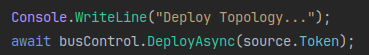 Console.WriteLine("Deploy Topology...");
await busControl.DeployAsync(source.Token);